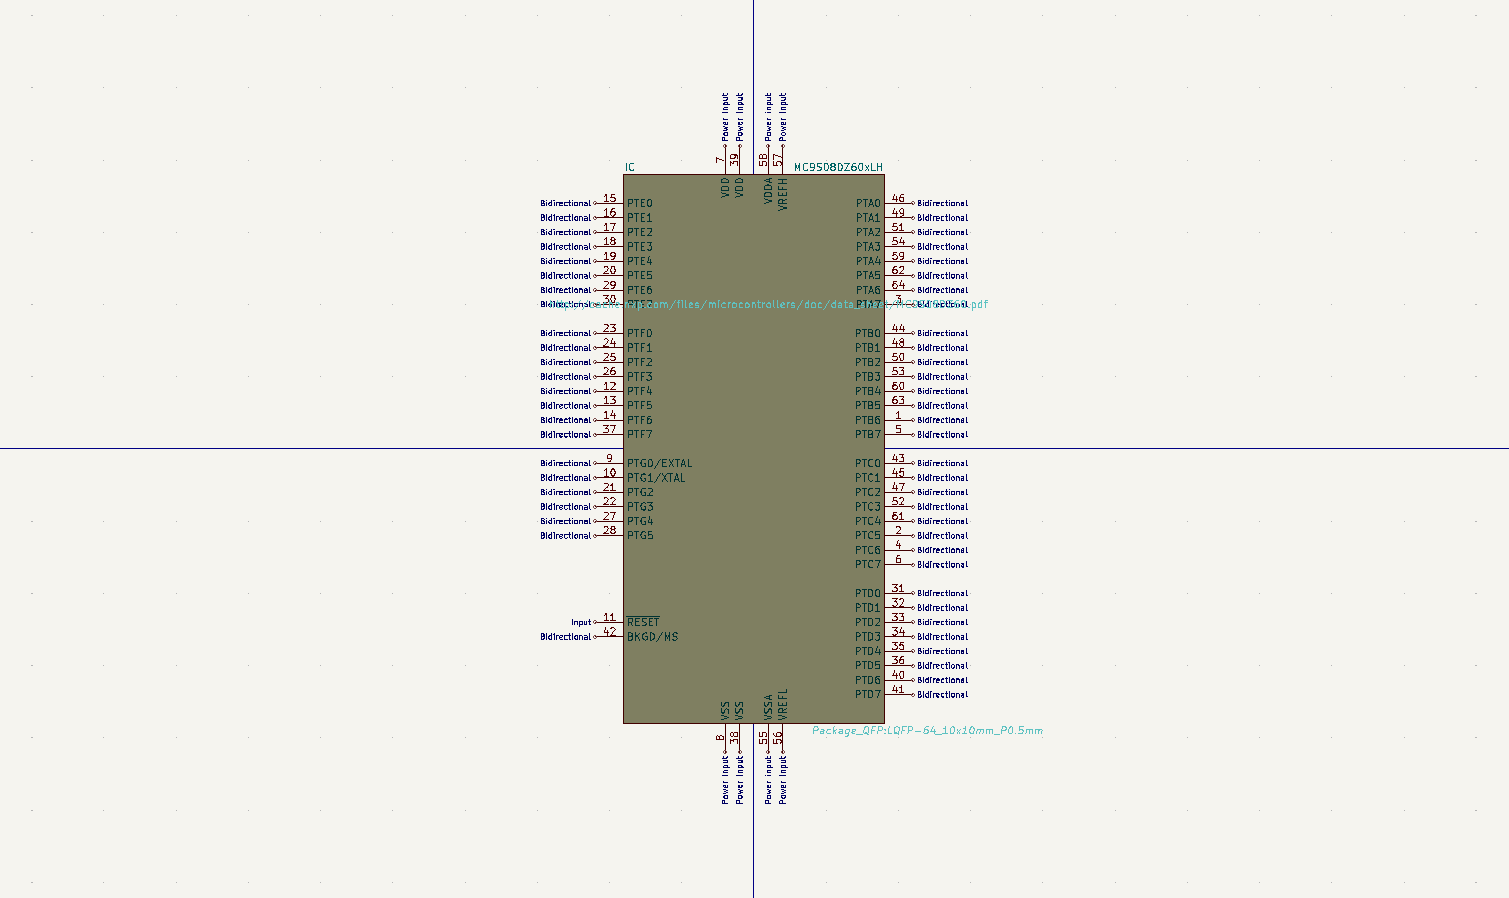 Power Input Power Input Power Input Power Input
7 39 58 57
IC MC9S08DZ60xLH
VDD VDD VDDA VREFH
Bidirectional 15 PTE0 PTA0 46 Bidirectional
Bidirectional 16 PTE1 PTA1 49 Bidirectional
Bidirectional 17 PTE2 PTA2 51 Bidirectional
Bidirectional 18 PTE3 PTA3 54 Bidirectional
Bidirectional 19 PTE4 PTA4 59 Bidirectional
Bidirectional 20 PTE5 PTA5 62 Bidirectional
Bidirectional 29 PTE6 PTA6 64 Bidirectional
Bidirectional 30 PTA7 3 Bidirectional
.com/files/microcontrollers/doc/data .pdf
Bidirectional 23 PTF0 PTB0 44 Bidirectional
Bidirectional 24 PTF1 PTB1 48 Bidirectional
Bidirectional 25 PTF2 PTB2 50 Bidirectional
Bidirectional 26 PTF3 PTB3 53 Bidirectional
Bidirectional 12 PTF4 PTB4 60 Bidirectional
Bidirectional 13 PTF5 PTB5 63 Bidirectional
Bidirectional 14 PTF6 PTB6 1 Bidirectional
Bidirectional 37 PTF7 PTB7 5 Bidirectional
Bidirectional 9 PTG0/EXTAL PTC0 43 Bidirectional
Bidirectional 10 PTG1/XTAL PTC1 45 Bidirectional
Bidirectional 21 PTG2 PTC2 47 Bidirectional
Bidirectional 22 PTG3 PTC3 52 Bidirectional
Bidirectional 27 PTG4 PTC4 61 Bidirectional
Bidirectional 28 PTG5 PTC5 2 Bidirectional
PTC6 4 Bidirectional
PTC7 6 Bidirectional
PTD0 31 Bidirectional
PTD1 32 Bidirectional
Input 11 RESET PTD2 33 Bidirectional
Bidirectional 42 BKGD/MS PTD3 34 Bidirectional
PTD4 35 Bidirectional
PTD5 36 Bidirectional
PTD6 40 Bidirectional
PTD7 41 Bidirectional
VSS VSS VSSA VREFL
8 38 55 56
Package_QFP:LQFP-64_10x10mm_P0.5mm
Power Input Power Input Power Input Power Input